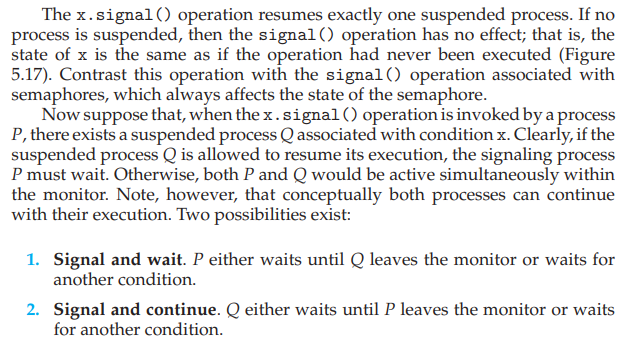 The x.signal() operation resumes exactly one suspended process. If no
process is suspended, then the signal() operation has no effect; that is, the
state of x is the same as if the operation had never been executed (Figure
5.17). Contrast this operation with the signal() operation associated with
semaphores, which always affects the state of the semaphore.
Now suppose that, when the x.signal() operation is invoked by a process
P, there exists a suspended process Q associated with condition x. Clearly, if the
suspended process Q is allowed to resume its execution, the signaling process
P must wait. Otherwise, both P and Q would be active simultaneously within
the monitor. Note, however, that conceptually both processes can continue
with their execution. Two possibilities exist:
1. Signal and wait. P either waits until Q leaves the monitor or waits for
another condition.
2. Signal and continue. Q either waits until P leaves the monitor or waits
for another condition.